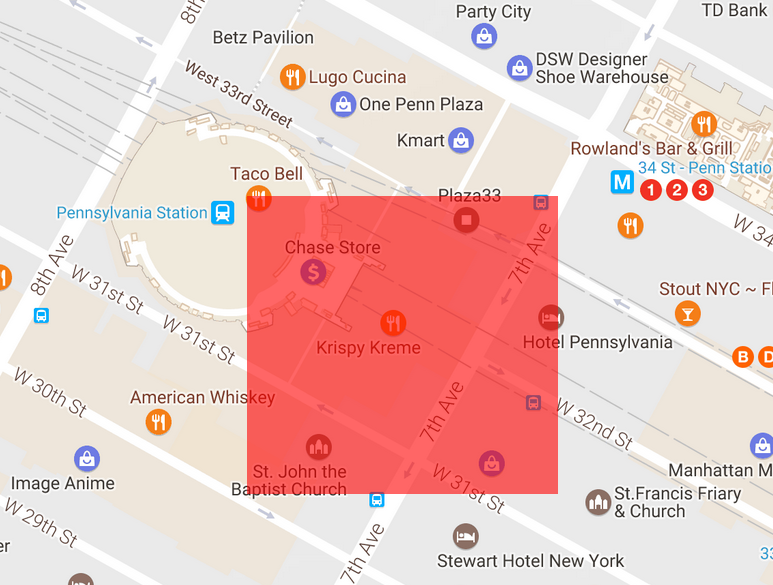 8th
Party City
TD Bank
Betz Pavilion
DSW Designer
Shoe Warehouse
Lugo Cucina
West 33rd Street
One Penn Plaza
Kmart
Rowland's Bar & Grill
34 St - Penn Statio
M
1 2 3
Taco Bell
Plaza33
Pennsylvania Station
W 34
7th Ave
Chase Store
$
8th Ave
W 31st St
Stout NYC ~ Fl
W 31st St
Hotel Pennsylvania
Krispy Kreme
B D
W 30th St
American Whiskey
7th Ave
W 32nd St
St. John the
Baptist Church
Manhattan M
Image Anime
W 31st St
St.Francis Friary
& Church
W 29th St
er
7th Ave
Stewart Hotel New York
33